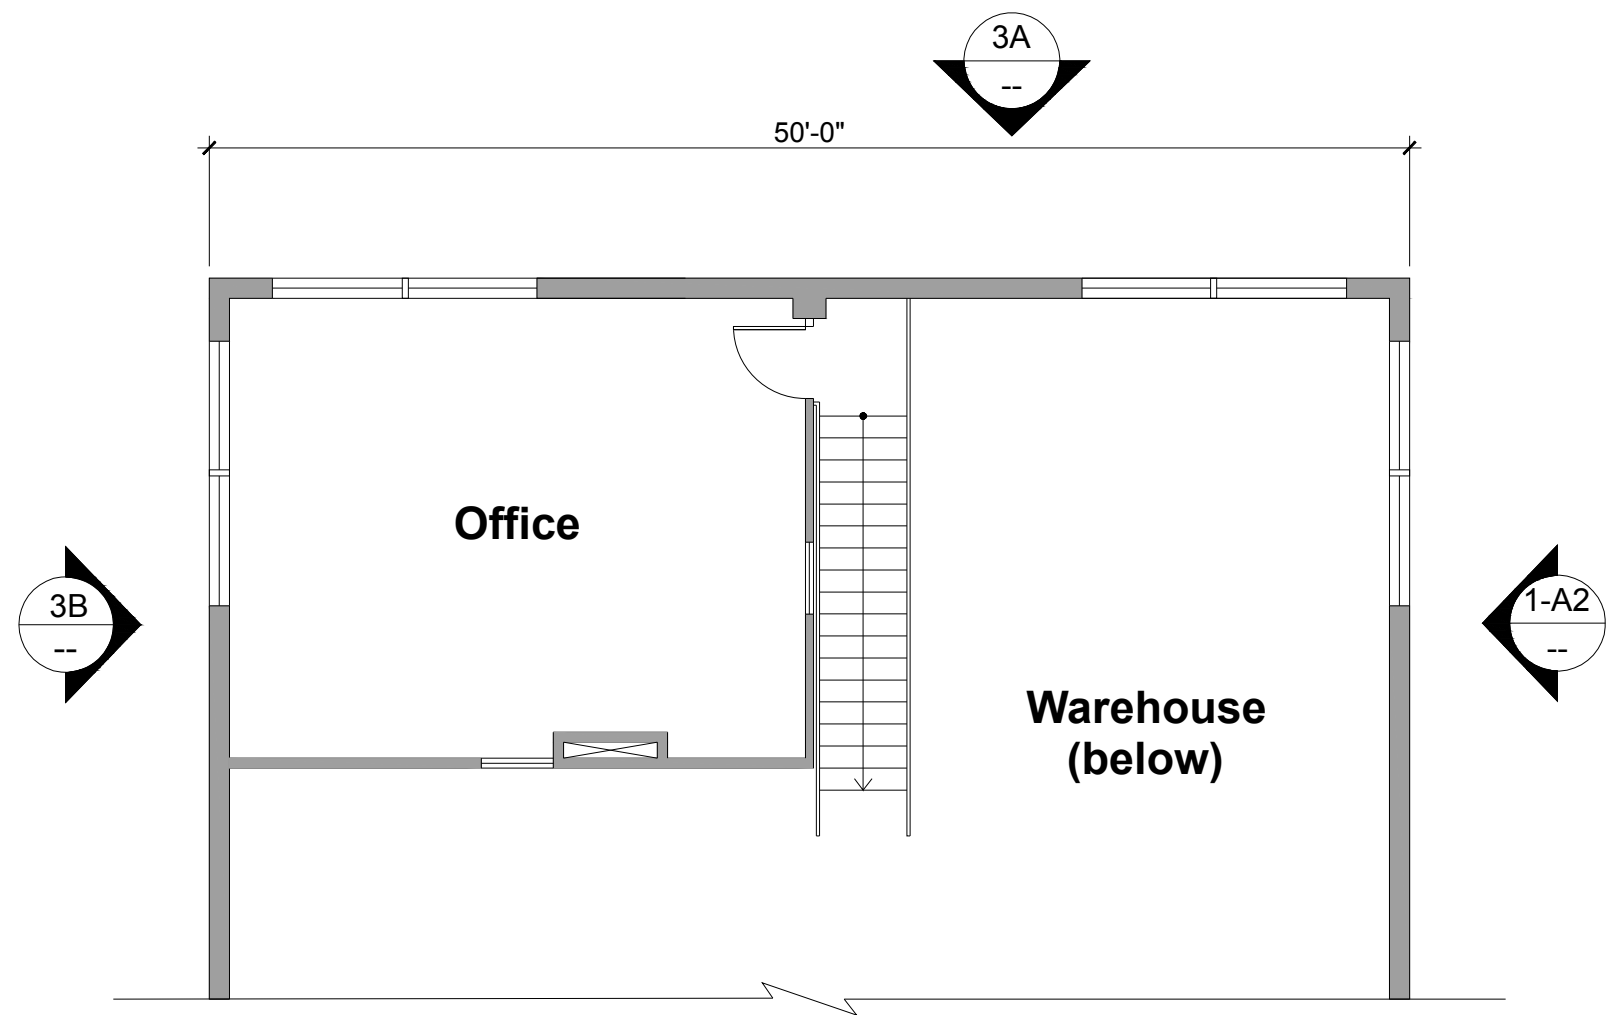 3A
--
50'-0"
Office
3B
--
1-A2
--
Warehouse
(below)